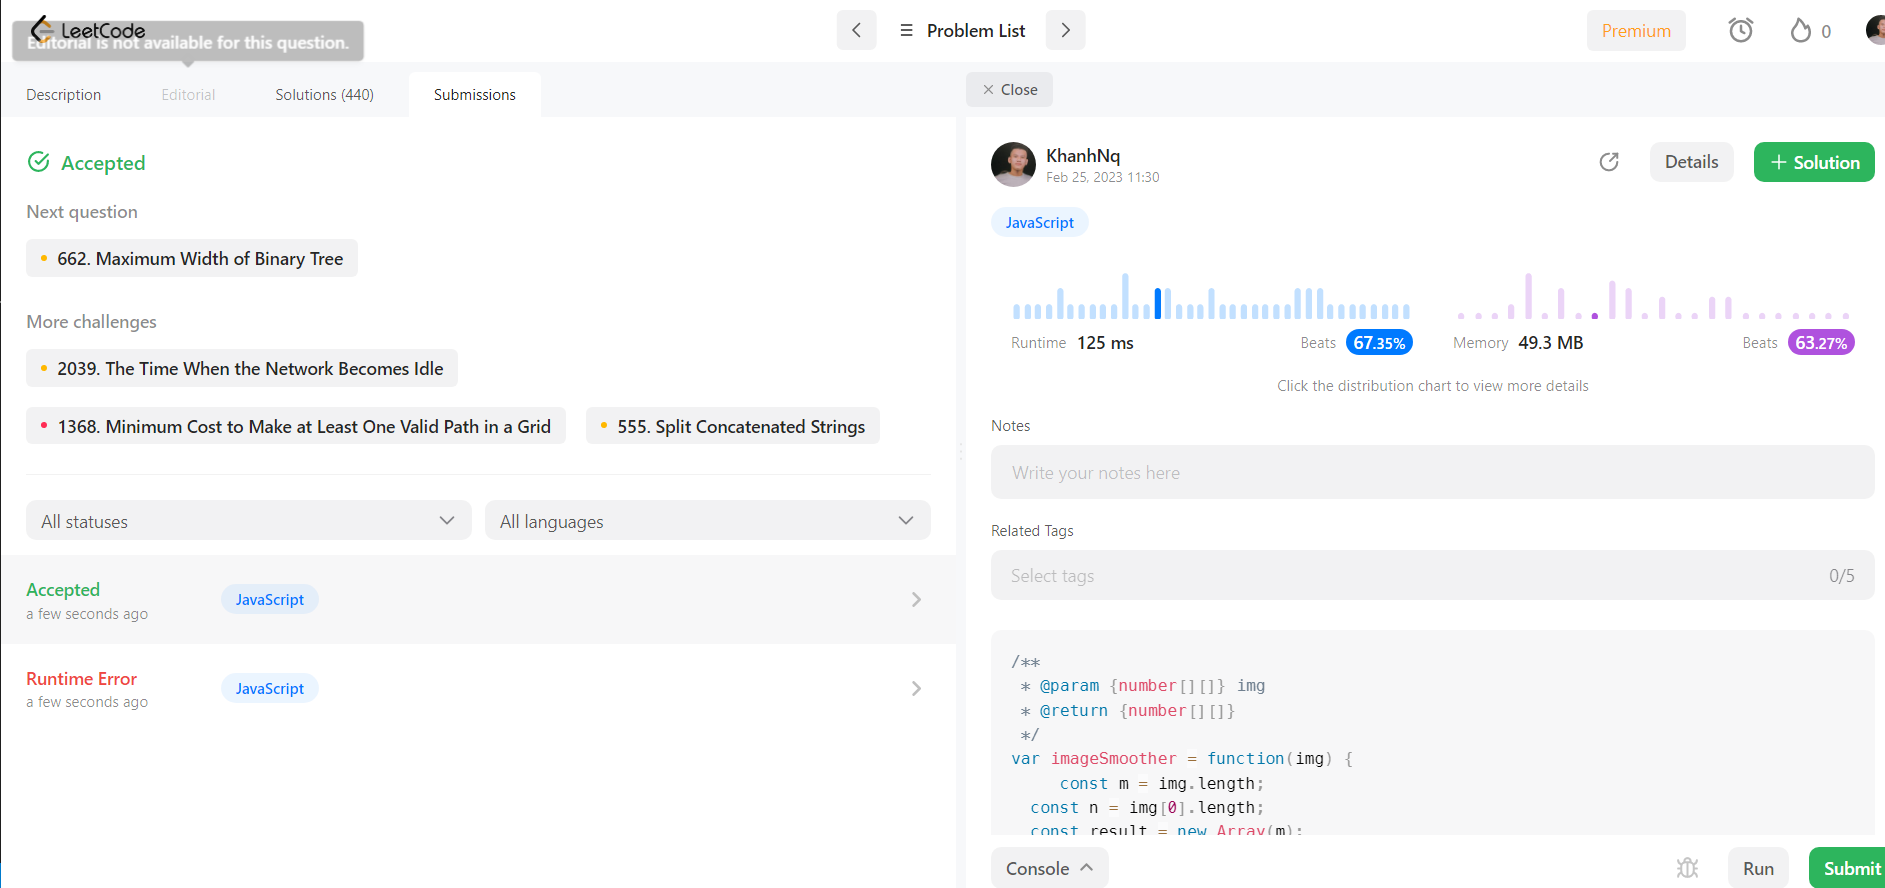 LeetCode
Editorial is not available for this question.
Problem List
Premium
0
Description
Editorial
Solutions (440)
Submissions
Close
Accepted
Next question
662. Maximum Width of Binary Tree
More challenges
2039. The Time When the Network Becomes Idle
1368. Minimum Cost to Make at Least One Valid Path in a Grid
555. Split Concatenated Strings
All statuses
All languages
Accepted
a few seconds ago
JavaScript
Runtime Error
a few seconds ago
JavaScript
KhanhNq
Feb 25, 2023 11:30
Details
+ Solution
JavaScript
Runtime 125 ms
Beats 67.35%
Memory 49.3 MB
Beats 63.27%
Click the distribution chart to view more details
Notes
Write your notes here
Related Tags
Select tags
0/5
/**
 * @param {number[][]} img
 * @return {number[][]}
 */
var imageSmoother = function(img) {
     const m = img.length;
  const n = img[0].length;
  const result = new Array(m);
Console
Run
Submit